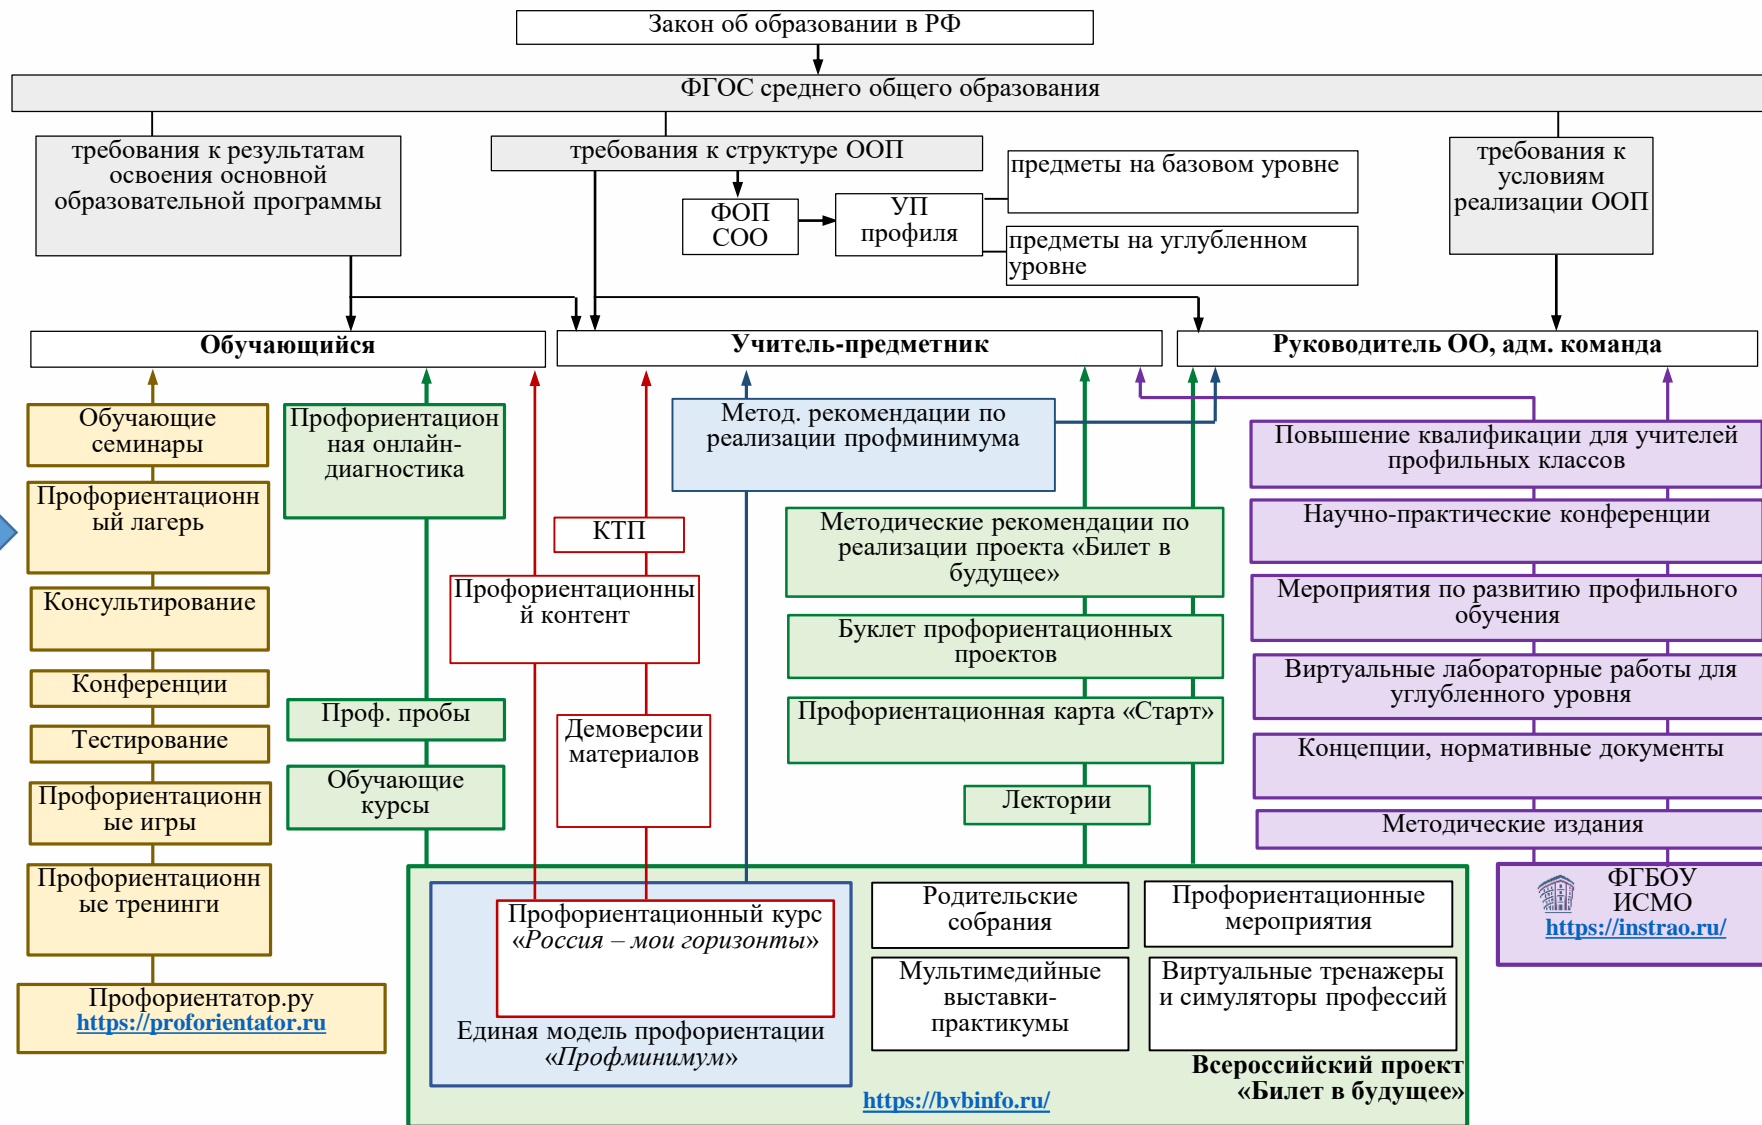 Закон об образовании в РФ
ФГОС среднего общего образования
требования к результатам
освоения основной
образовательной программы
требования к структуре ООП
ФОП
СОО
УП
профиля
предметы на базовом уровне
предметы на углубленном
уровне
требования к
условиям
реализации ООП
Обучающийся
Учитель-предметник
Руководитель ОО, адм. команда
Обучающие
семинары
Профориентационн
ый лагерь
Консультирование
Конференции
Тестирование
Профориентационн
ые игры
Профориентационн
ые тренинги
Профориентатор.ру
https://proforientator.ru
Профориентацион
ная онлайн-
диагностика
Проф. пробы
Обучающие
курсы
КТП
Профориентационны
й контент
Демоверсии
материалов
Метод. рекомендации по
реализации профминимума
Методические рекомендации по
реализации проекта «Билет в
будущее»
Буклет профориентационных
проектов
Профориентационная карта «Старт»
Лектории
Повышение квалификации для учителей
профильных классов
Научно-практические конференции
Мероприятия по развитию профильного
обучения
Виртуальные лабораторные работы для
углубленного уровня
Концепции, нормативные документы
Методические издания
ФГБОУ
ИСМО
https://instrao.ru/
Профориентационный курс
«Россия – мои горизонты»
Единая модель профориентации
«Профминимум»
Родительские
собрания
Профориентационные
мероприятия
Мультимедийные
выставки-
практикумы
Виртуальные тренажеры
и симуляторы профессий
Всероссийский проект
«Билет в будущее»
https://bvbinfo.ru/